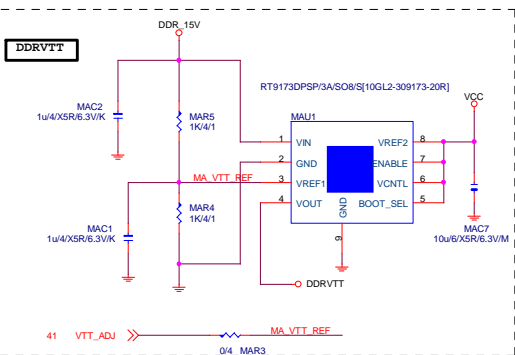 DDRVTT
DDR_15V
MAC2
1u/4/X5R/6.3V/K
MAR5
1K/4/1
RT9173DPSP/3A/SO8/S[10GL2-309173-20R]
MAU1
VCC
1 VIN VREF2 8
2 GND ENABLE 7
3 VREF1 VCNTL 6
4 VOUT BOOT_SEL 5
GND
9
MA_VTT_REF
MAR4
1K/4/1
MAC1
1u/4/X5R/6.3V/K
MAC7
10u/6/X5R/6.3V/M
DDRVTT
41 VTT_ADJ MA_VTT_REF
0/4 MAR3